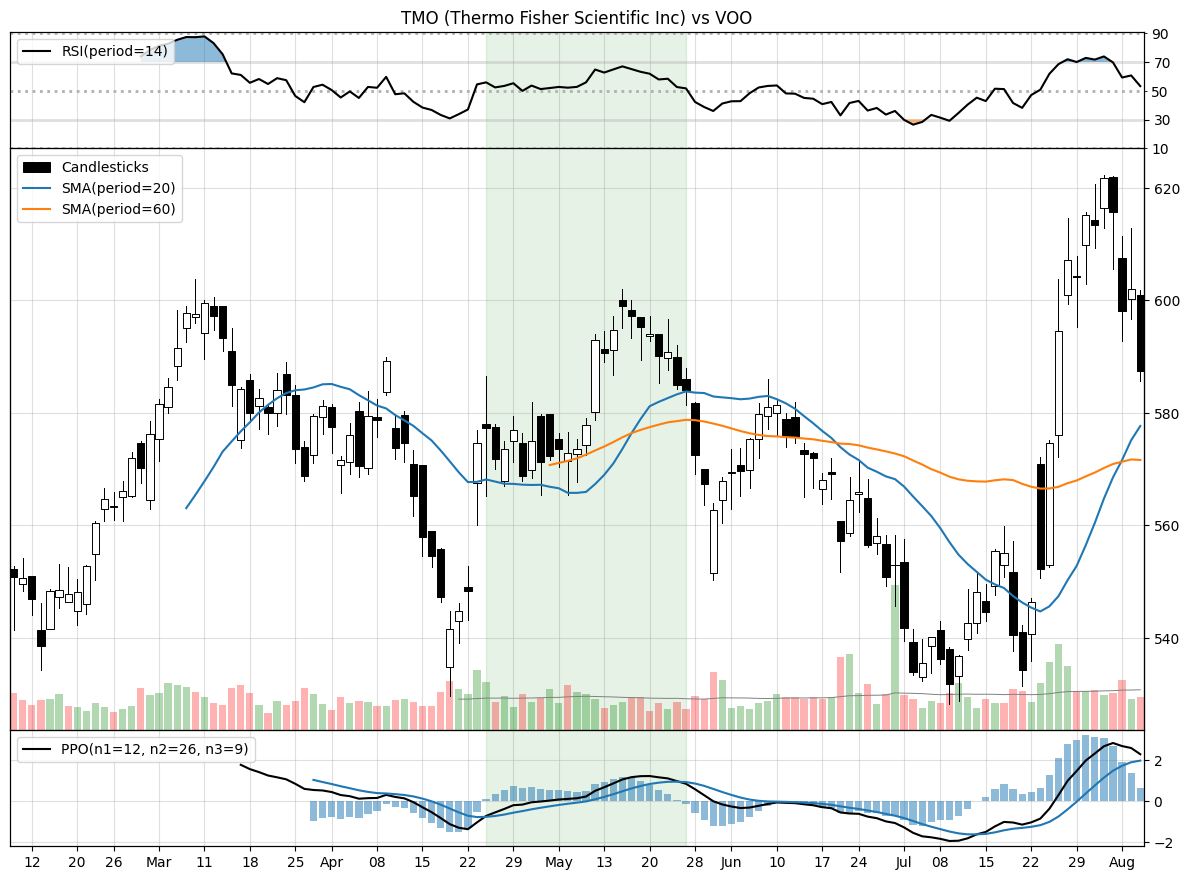 TMO (Thermo Fisher Scientific Inc) vs VOO
RSI(period=14)
90
70
50
30
10
Candlesticks
SMA(period=20)
SMA(period=60)
620
600
580
560
540
PPO(n1=12, n2=26, n3=9)
2
0
−2
12 20 26 Mar 11 18 25 Apr 08 15 22 29 May 13 20 28 Jun 10 17 24 Jul 08 15 22 29 Aug